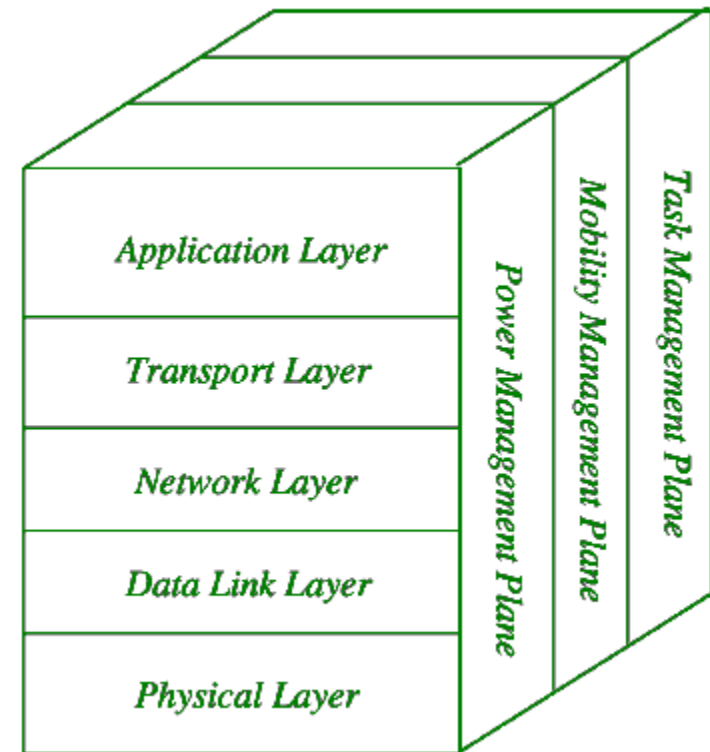 Application Layer
Transport Layer
Network Layer
Data Link Layer
Physical Layer
Power Management Plane
Mobility Management Plane
Task Management Plane